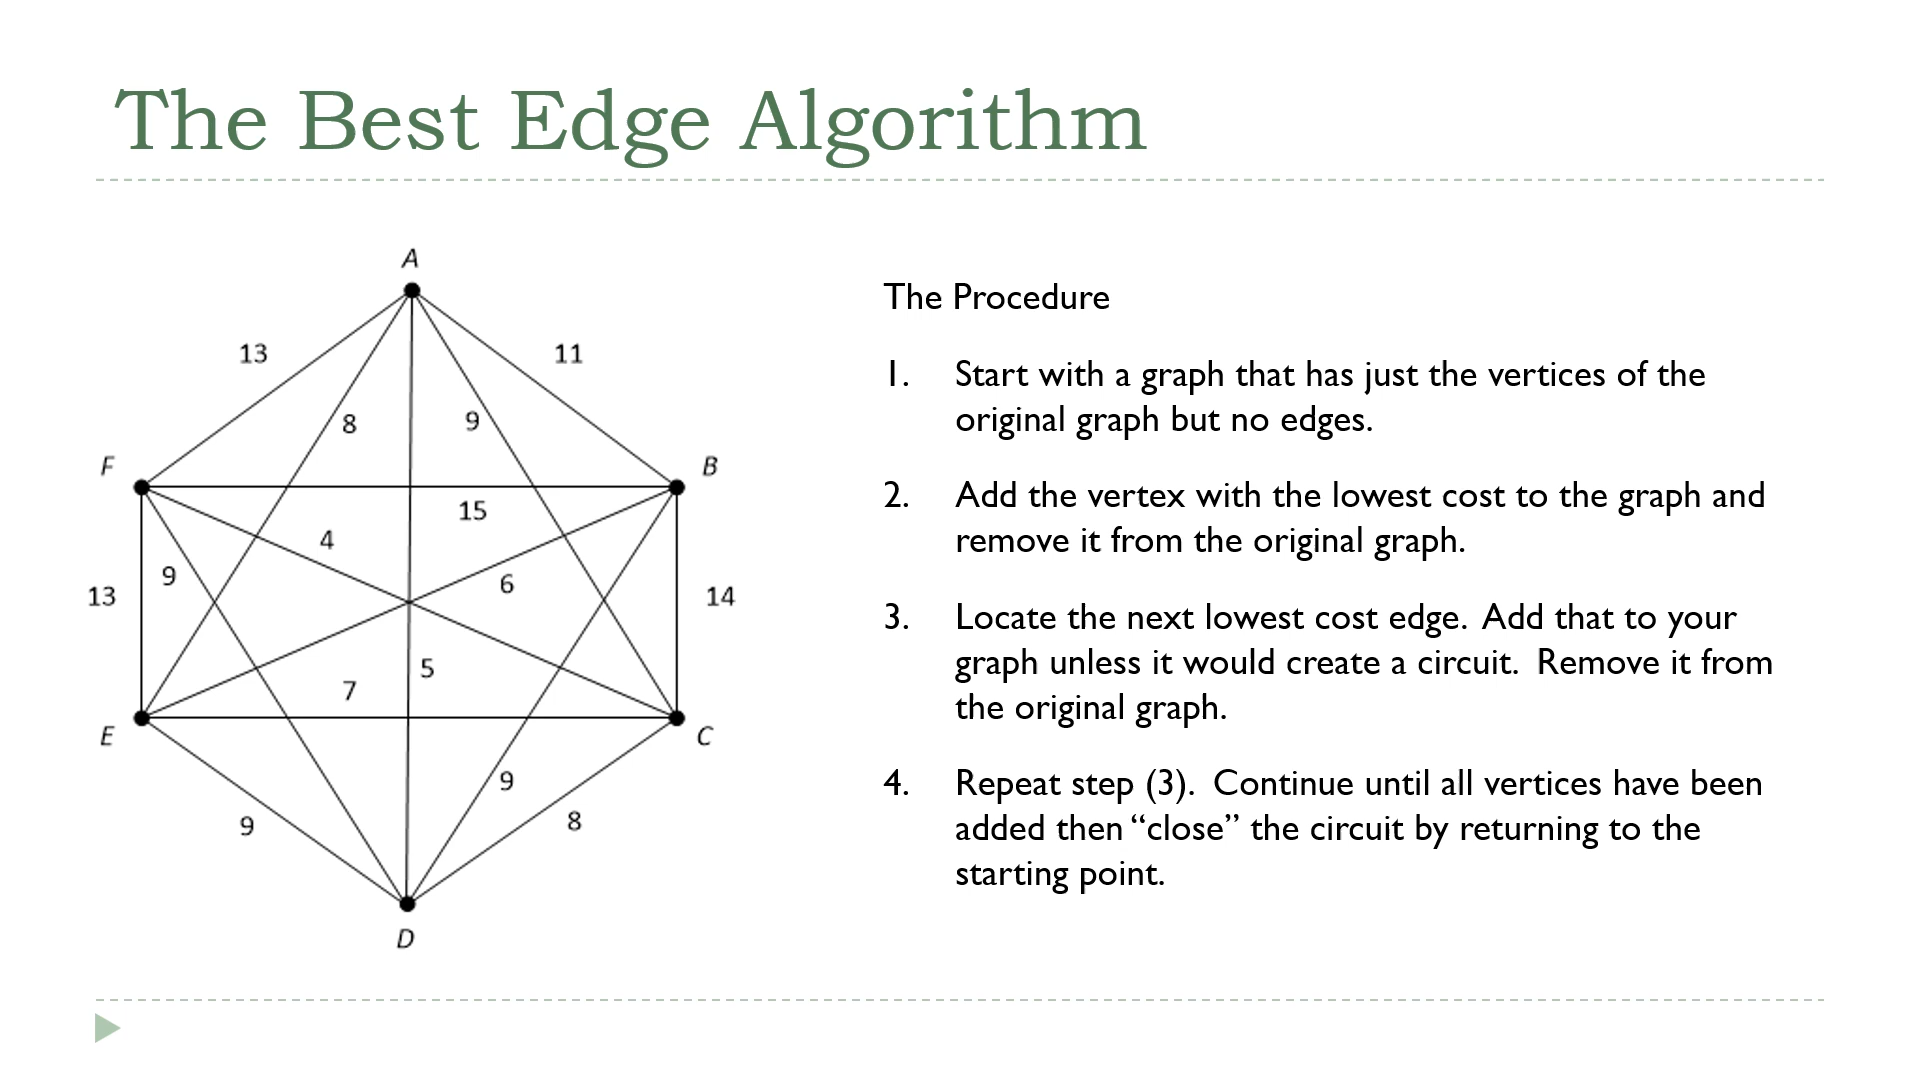 The Best Edge Algorithm
A
13
11
8
9
F
B
15
4
9
6
13
14
5
7
E
C
9
9
8
D
The Procedure
1. Start with a graph that has just the vertices of the
original graph but no edges.
2. Add the vertex with the lowest cost to the graph and
remove it from the original graph.
3. Locate the next lowest cost edge. Add that to your
graph unless it would create a circuit. Remove it from
the original graph.
4. Repeat step (3). Continue until all vertices have been
added then “close” the circuit by returning to the
starting point.